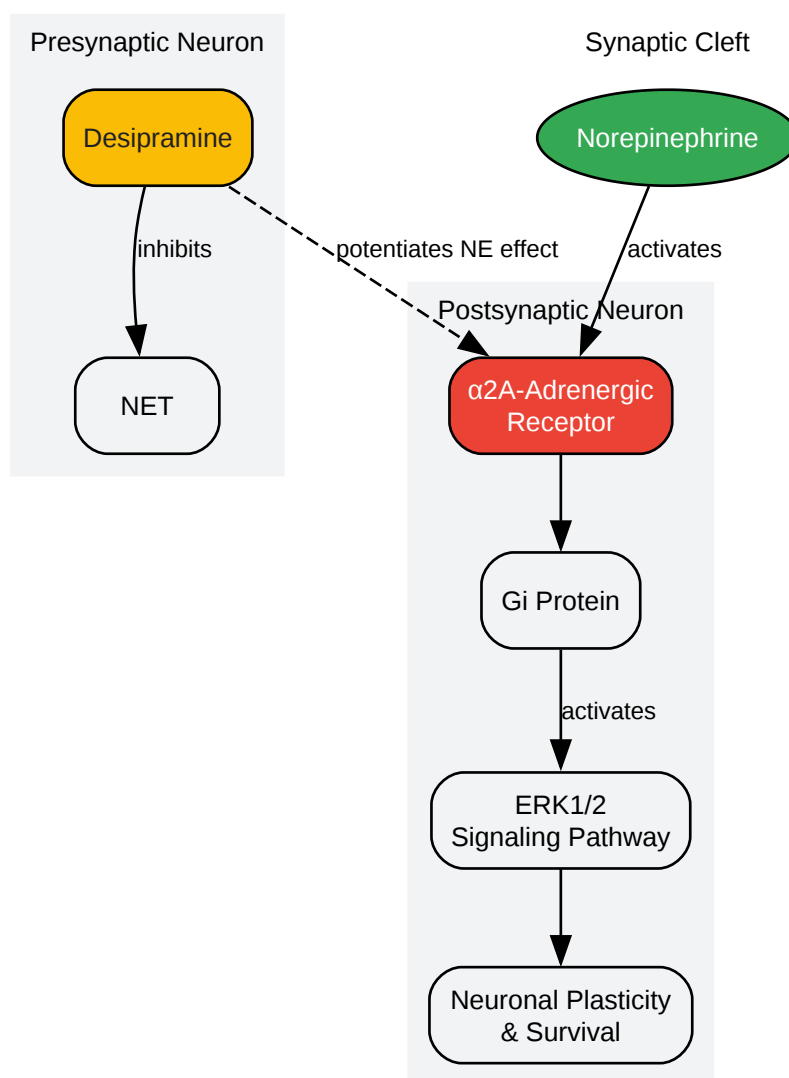 Presynaptic Neuron
Synaptic Cleft
Desipramine
Norepinephrine
inhibits
potentiates NE effect
activates
Postsynaptic Neuron
NET
α2A-Adrenergic
Receptor
Gi Protein
activates
ERK1/2
Signaling Pathway
Neuronal Plasticity
& Survival